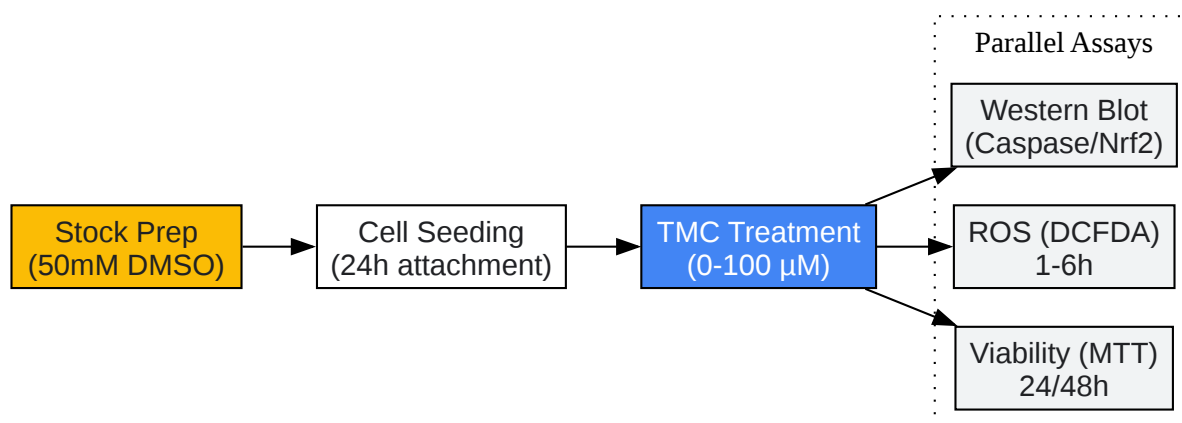 Stock Prep
(50mM DMSO)
Cell Seeding
(24h attachment)
TMC Treatment
(0-100 µM)
Parallel Assays
Western Blot
(Caspase/Nrf2)
ROS (DCFDA)
1-6h
Viability (MTT)
24/48h